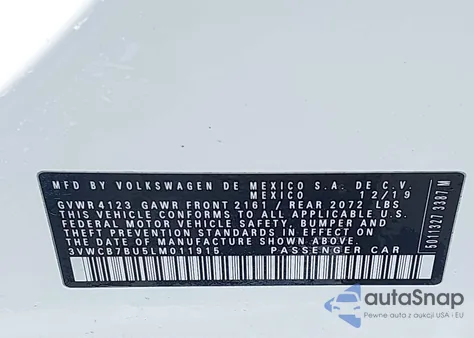 MFD BY VOLKSWAGEN DE MEXICO S.A. DE C.V.
MEXICO 12/19
GVWR 4123 GAWR FRONT 2161 / REAR 2072 LBS
THIS VEHICLE CONFORMS TO ALL APPLICABLE U.S.
FEDERAL MOTOR VEHICLE SAFETY, BUMPER AND
THEFT PREVENTION STANDARDS IN EFFECT ON THE
DATE OF MANUFACTURE SHOWN ABOVE.
3VWCB7BU5LM011915 PASSENGER CAR
5011327 3387 M
autoSnap
Pewne auta z aukcji USA - EU